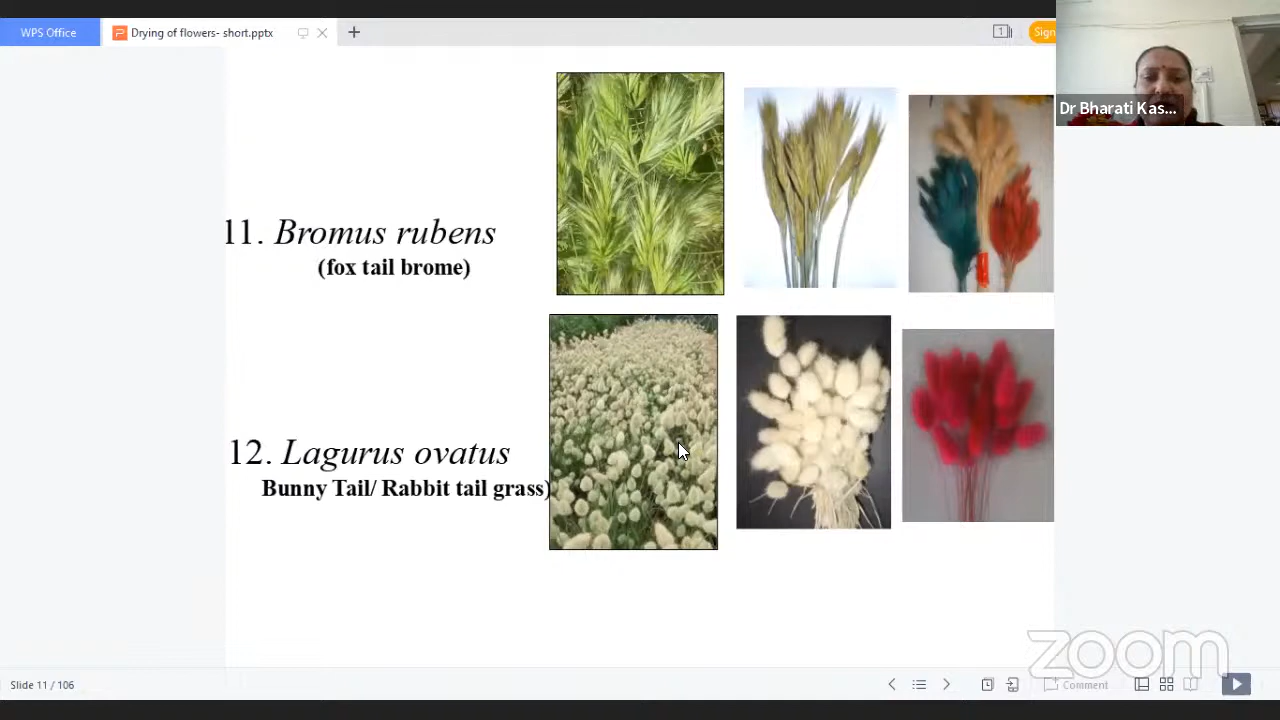 WPS Office
Drying of flowers- short.pptx
1
Sign
Dr Bharati Kas...
11. Bromus rubens
(fox tail brome)
12. Lagurus ovatus
Bunny Tail/ Rabbit tail grass)
zoom
Slide 11 / 106
Comment